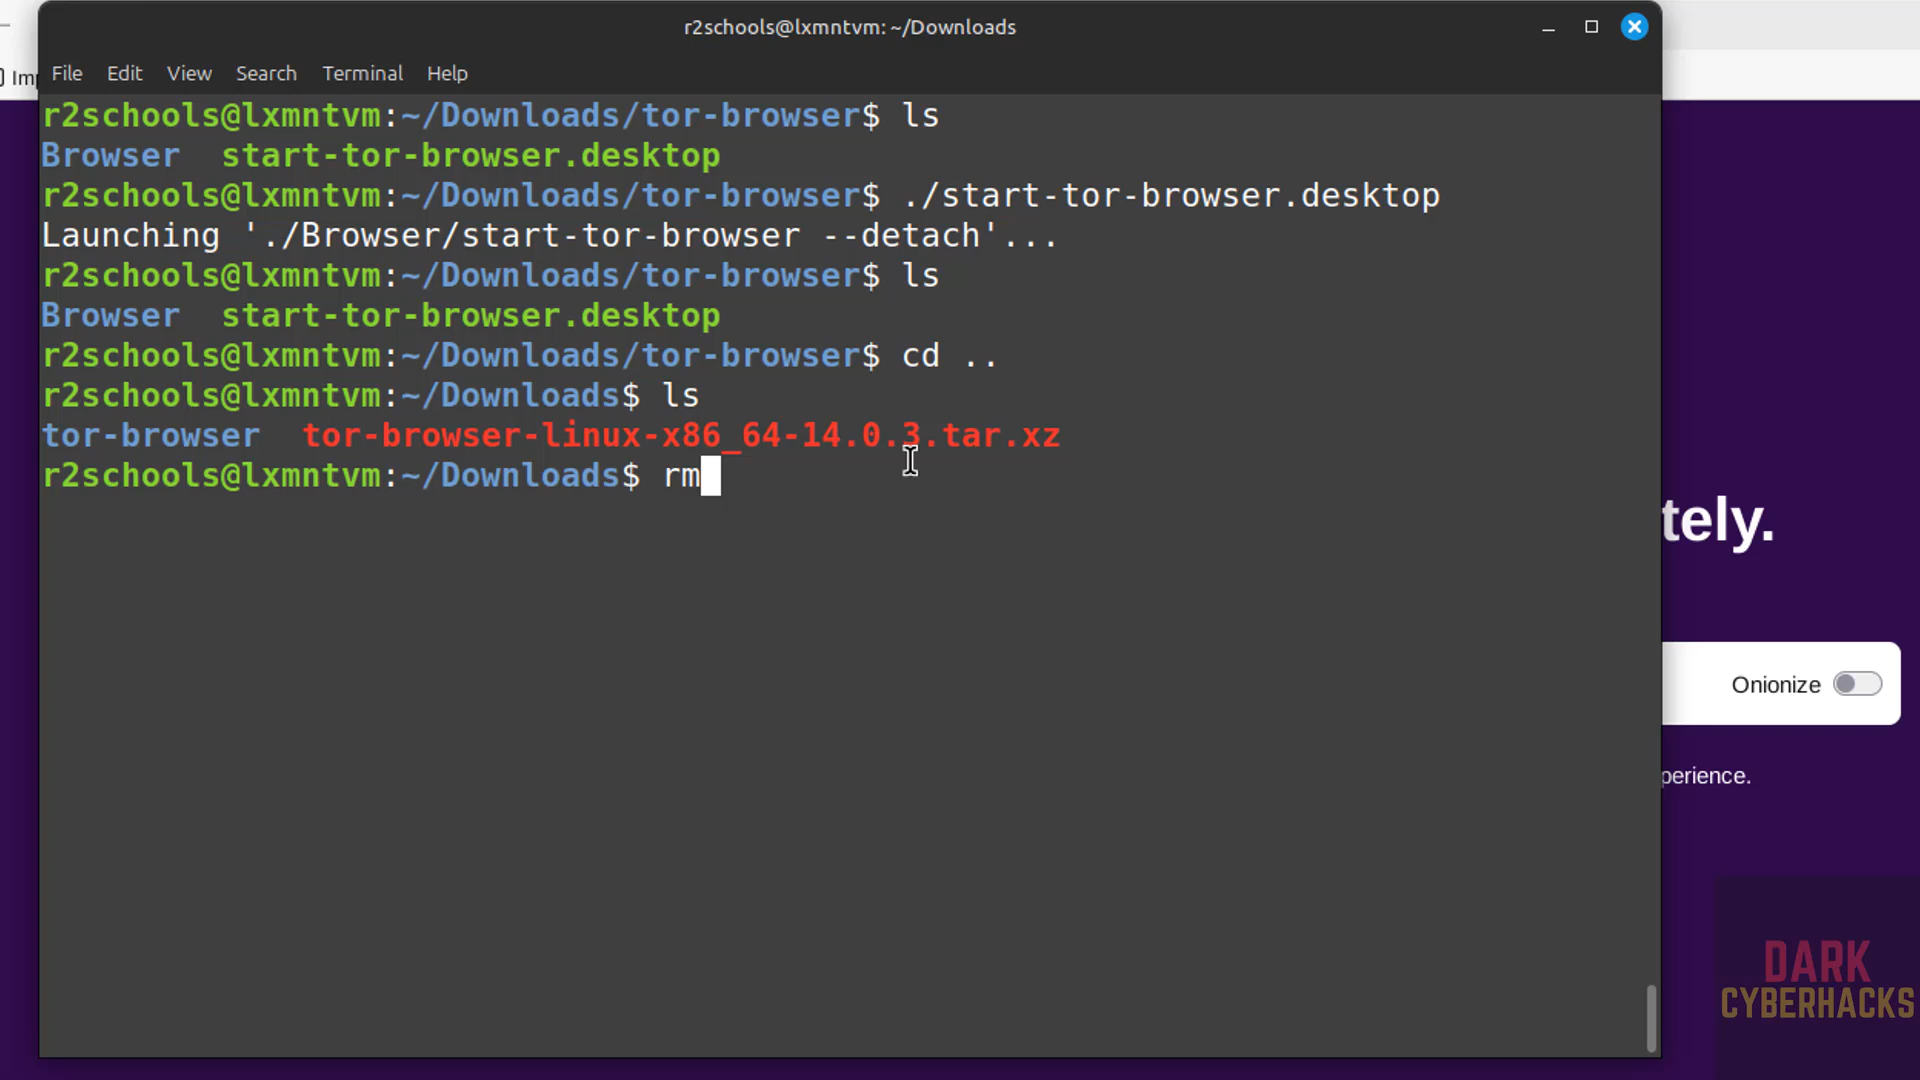 r2schools@lxmntvm: ~/Downloads
File Edit View Search Terminal Help
r2schools@lxmntvm:~/Downloads/tor-browser$ ls
Browser  start-tor-browser.desktop
r2schools@lxmntvm:~/Downloads/tor-browser$ ./start-tor-browser.desktop
Launching './Browser/start-tor-browser --detach'...
r2schools@lxmntvm:~/Downloads/tor-browser$ ls
Browser  start-tor-browser.desktop
r2schools@lxmntvm:~/Downloads/tor-browser$ cd ..
r2schools@lxmntvm:~/Downloads$ ls
tor-browser  tor-browser-linux-x86_64-14.0.3.tar.xz
r2schools@lxmntvm:~/Downloads$ rm
tely.
Onionize
perience.
DARK
CYBERHACKS